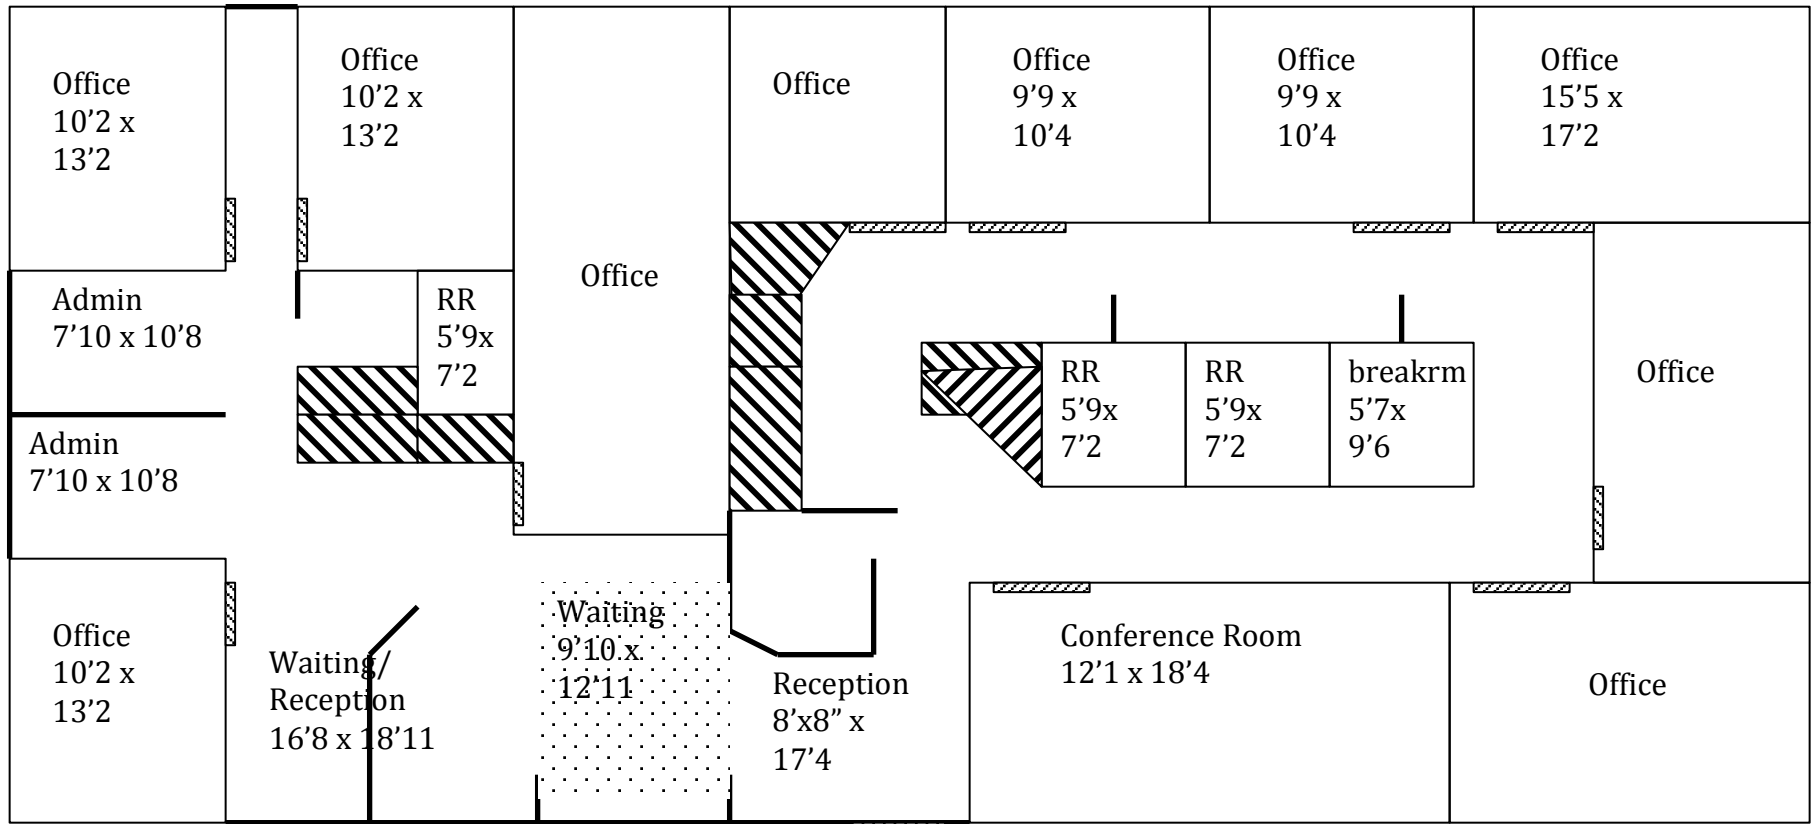 Office
10’2 x
13’2
Office
10’2 x
13’2
Office
Office
9’9 x
10’4
Office
9’9 x
10’4
Office
15’5 x
17’2
Office
Admin
7’10 x 10’8
RR
5’9x
7’2
RR
5’9x
7’2
RR
5’9x
7’2
breakrm
5’7x
9’6
Office
Admin
7’10 x 10’8
Office
10’2 x
13’2
Waiting/
Reception
16’8 x 18’11
Waiting
9’10 x
12’11
Reception
8’x8” x
17’4
Conference Room
12’1 x 18’4
Office